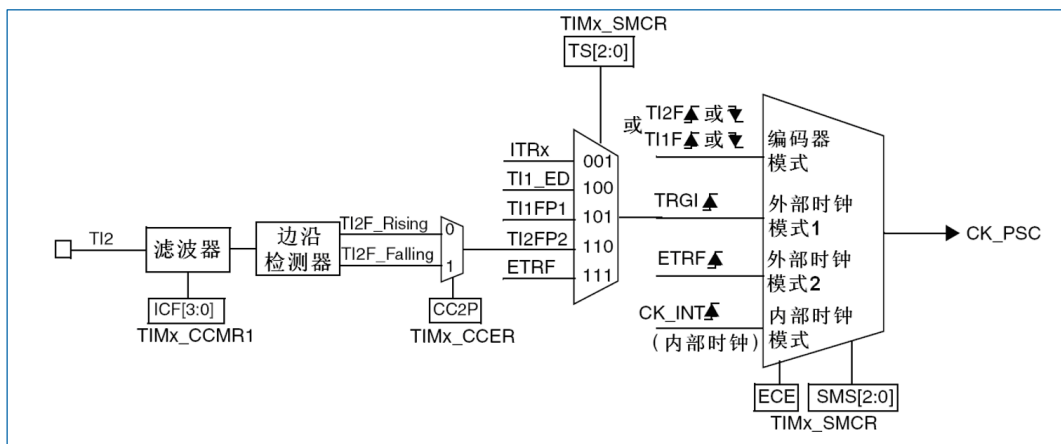 TIMx_SMCR
TS[2:0]
TI2F 或
或
TI1F 或
编码器
模式
ITRx
001
TI1_ED
100
TI1FP1
101
TI2FP2
110
ETRF
111
TRGI
外部时钟
模式1
ETRF
外部时钟
模式2
CK_INT
(内部时钟)
内部时钟
模式
CK_PSC
TI2
滤波器
边沿
检测器
TI2F_Rising
0
TI2F_Falling
1
ICF[3:0]
TIMx_CCMR1
CC2P
TIMx_CCER
ECE
SMS[2:0]
TIMx_SMCR